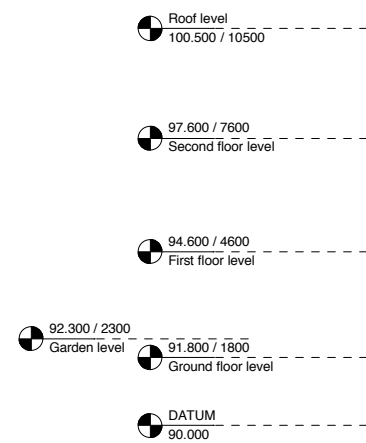 Roof level
100.500 / 10500
97.600 / 7600
Second floor level
94.600 / 4600
First floor level
92.300 / 2300
Garden level
91.800 / 1800
Ground floor level
DATUM
90.000